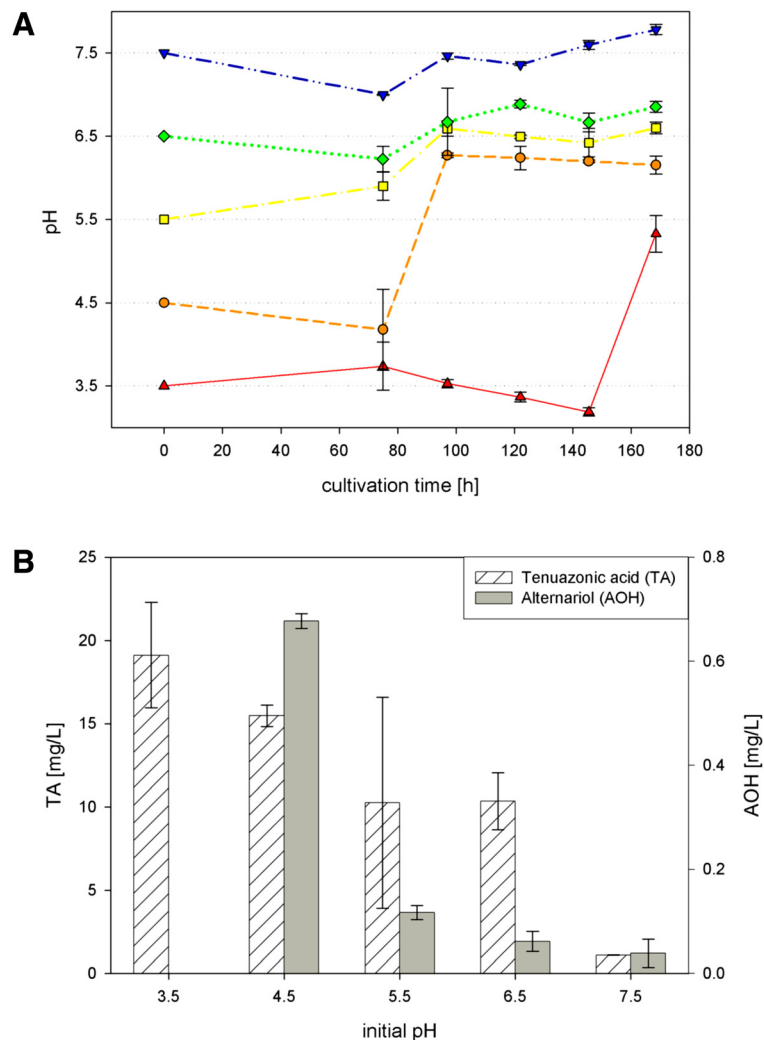 A
7.5
6.5
5.5
4.5
3.5
pH
0 20 40 60 80 100 120 140 160 180
cultivation time [h]
B
25
20
15
10
5
0
TA [mg/L]
Tenuazonic acid (TA)
Alternariol (AOH)
0.8
0.6
0.4
0.2
0.0
AOH [mg/L]
3.5 4.5 5.5 6.5 7.5
initial pH